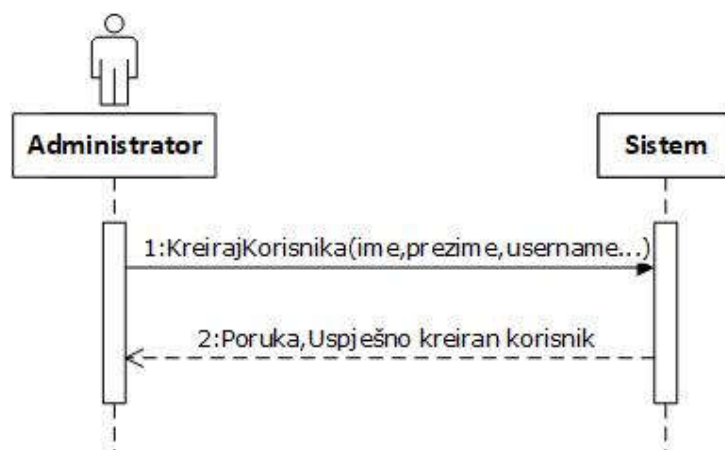 Administrator
Sistem
1:KreirajKorisnika(ime,prezime,username...)
2:Poruka,Uspješno kreiran korisnik